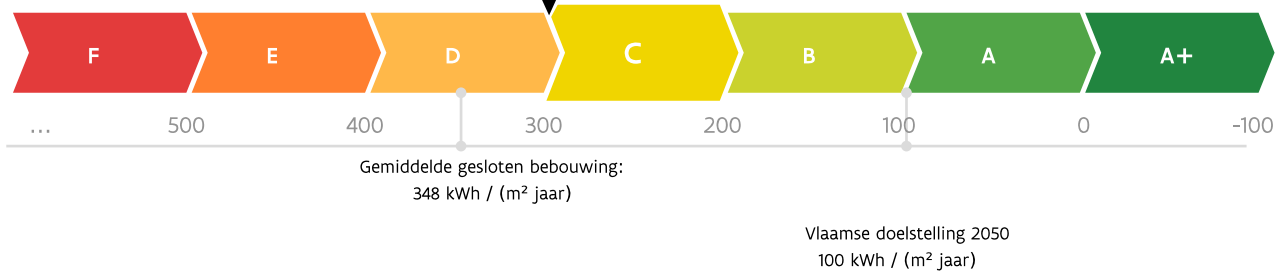 F E D C B A A+
... 500 400 300 200 100 0 -100
Gemiddelde gesloten bebouwing:
348 kWh / (m² jaar)
Vlaamse doelstelling 2050
100 kWh / (m² jaar)